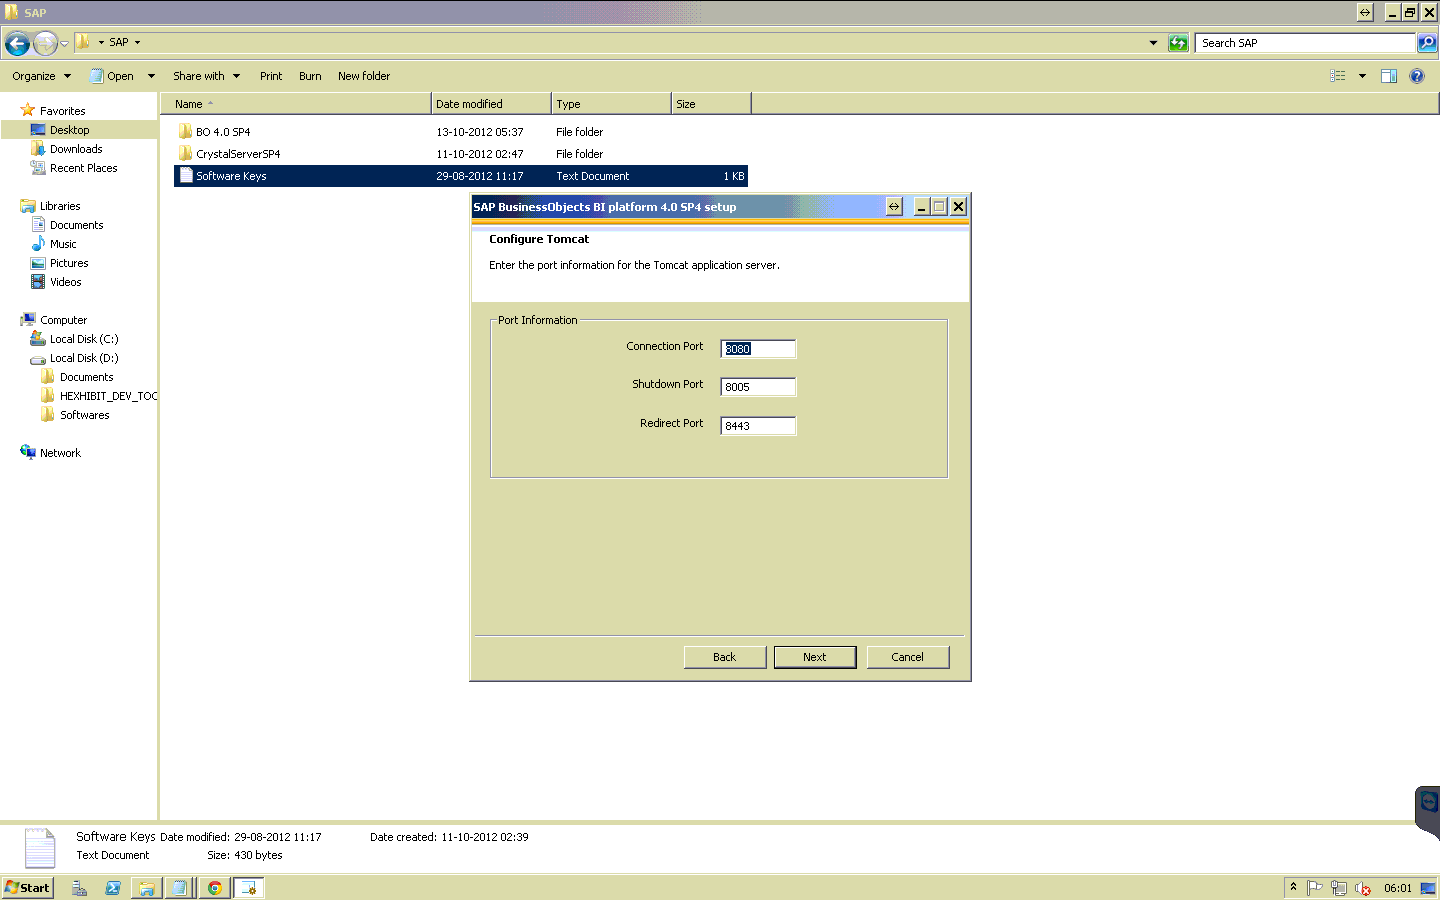 SAP
SAP
Search SAP
Organize Open Share with Print Burn New folder
Name Date modified Type Size
Favorites
Desktop
Downloads
Recent Places
Libraries
Documents
Music
Pictures
Videos
Computer
Local Disk (C:)
Local Disk (D:)
Documents
HEXHIBIT_DEV_TOO
Softwares
Network
BO 4.0 SP4 13-10-2012 05:37 File folder
CrystalServerSP4 11-10-2012 02:47 File folder
Software Keys 29-08-2012 11:17 Text Document 1 KB
SAP BusinessObjects BI platform 4.0 SP4 setup
Configure Tomcat
Enter the port information for the Tomcat application server.
Port Information
Connection Port 8080
Shutdown Port 8005
Redirect Port 8443
Back Next Cancel
Software Keys Date modified: 29-08-2012 11:17 Date created: 11-10-2012 02:39
Text Document Size: 430 bytes
Start 06:01